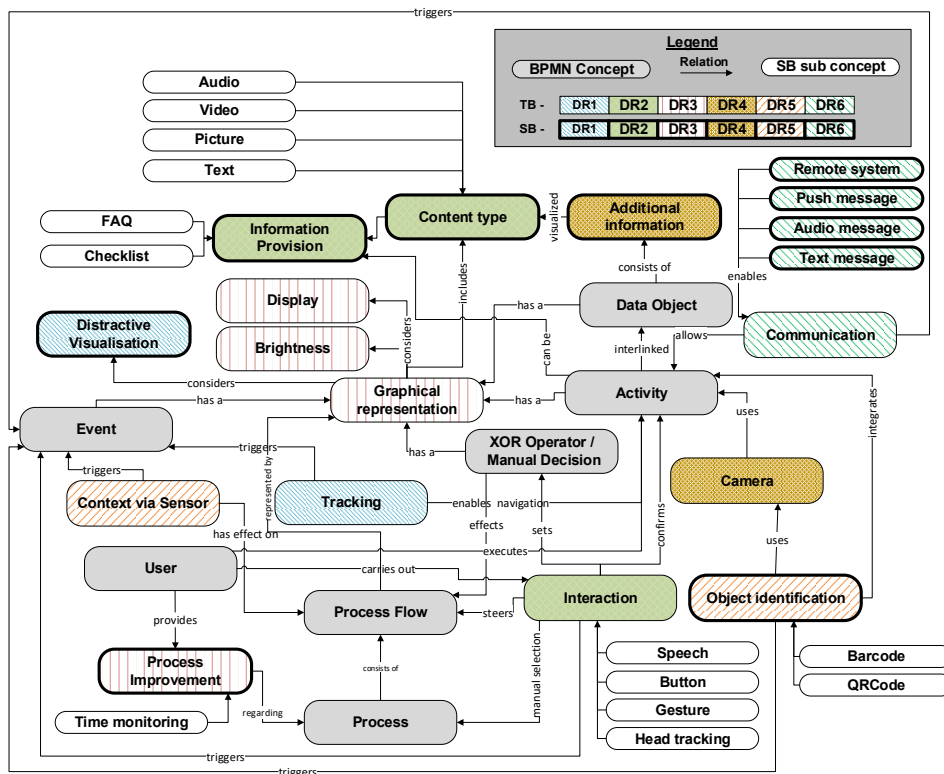 triggers
Legend
BPMN Concept
Relation
SB sub concept
TB -
DR1
DR2
DR3
DR4
DR5
DR6
SB -
DR1
DR2
DR3
DR4
DR5
DR6
Audio
Video
Picture
Text
Remote system
Push message
Audio message
Text message
FAQ
Checklist
Information
Provision
Content type
visualized
Additional
information
consists of
enables
includes
Display
Brightness
considers
has a
Data Object
allows
Communication
Distractive
Visualisation
can be
interlinked
considers
Graphical
representation
has a
Activity
has a
Event
triggers
represented by
has a
XOR Operator /
Manual Decision
uses
integrates
triggers
Context via Sensor
Tracking
enables navigation
effects
sets
confirms
Camera
has effect on
executes
uses
User
carries out
Process Flow
steers
Interaction
Object identification
provides
Process
Improvement
consists of
manual selection
Speech
Button
Gesture
Head tracking
Barcode
QRCode
Time monitoring
regarding
Process
triggers
triggers